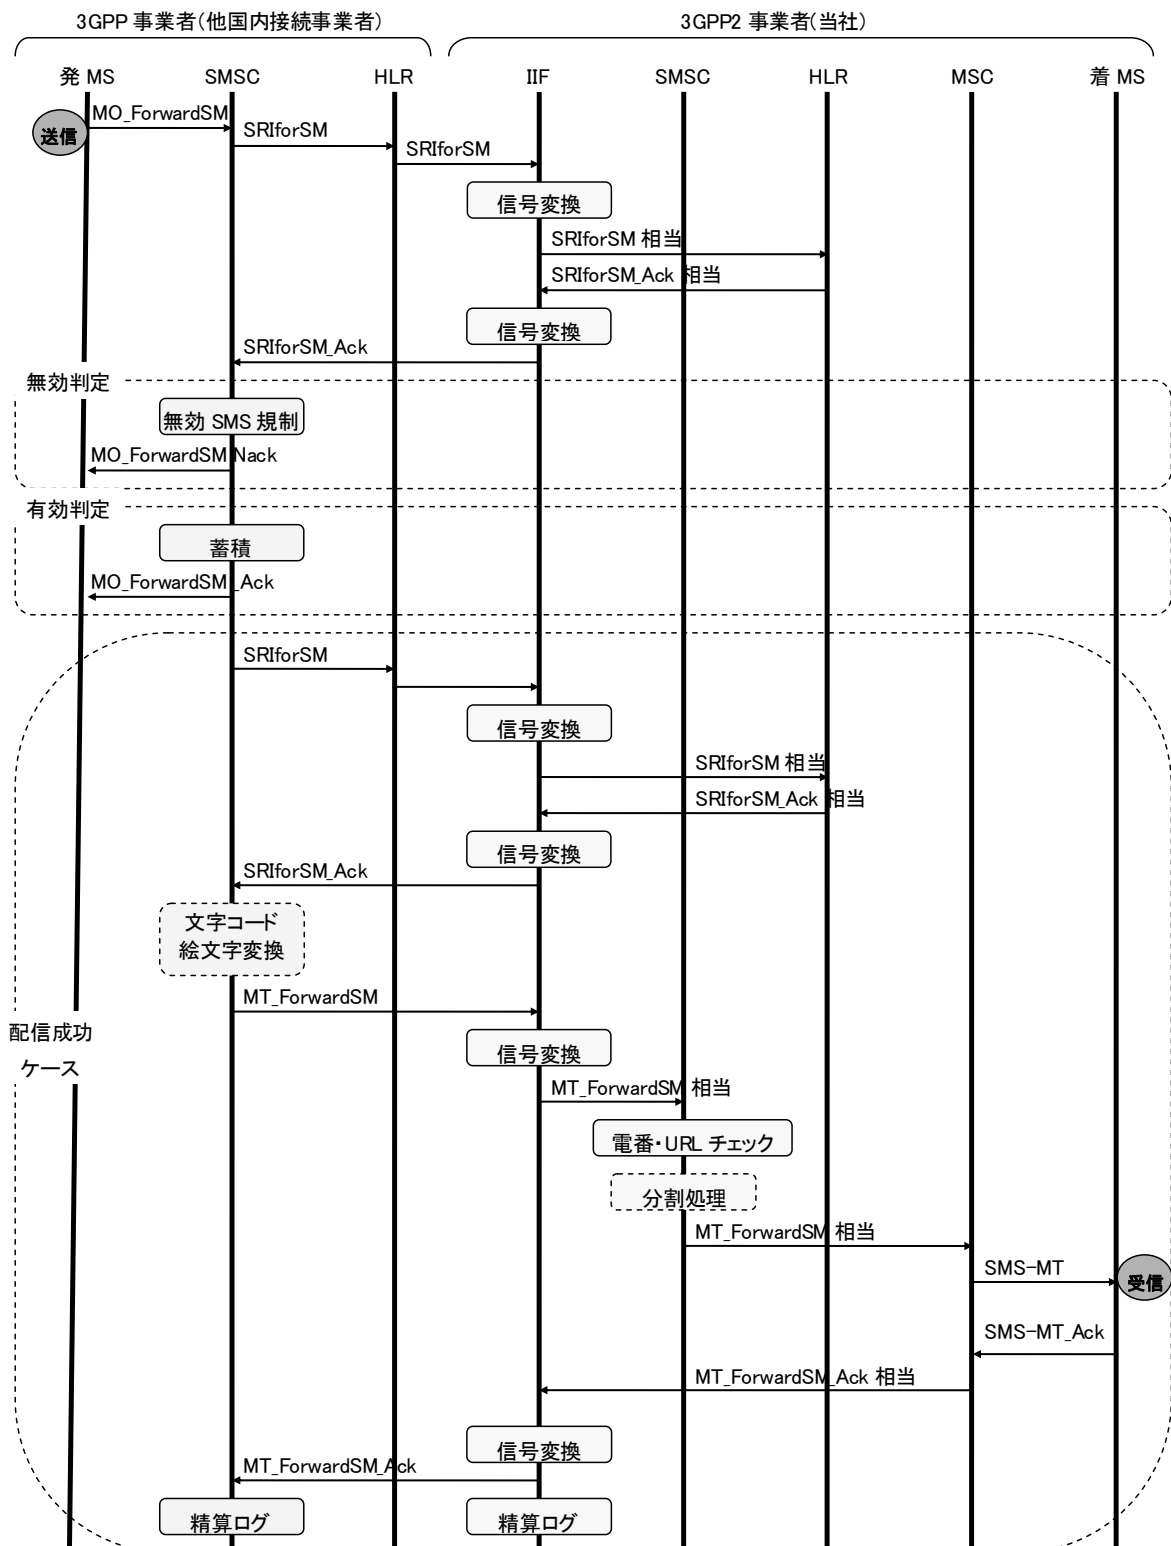 3GPP 事業者(他国内接続事業者)
3GPP2 事業者(当社)
発 MS
SMSC
HLR
IIF
SMSC
HLR
MSC
着 MS
送信
MO_ForwardSM
SRIforSM
SRIforSM
信号変換
SRIforSM 相当
SRIforSM_Ack 相当
信号変換
SRIforSM_Ack
無効判定
無効 SMS 規制
MO_ForwardSM_Nack
有効判定
蓄積
MO_ForwardSM_Ack
SRIforSM
信号変換
SRIforSM 相当
SRIforSM_Ack 相当
信号変換
SRIforSM_Ack
文字コード
絵文字変換
MT_ForwardSM
配信成功
ケース
信号変換
MT_ForwardSM 相当
電番・URL チェック
分割処理
MT_ForwardSM 相当
SMS-MT
受信
SMS-MT_Ack
MT_ForwardSM_Ack 相当
信号変換
MT_ForwardSM_Ack
精算ログ
精算ログ